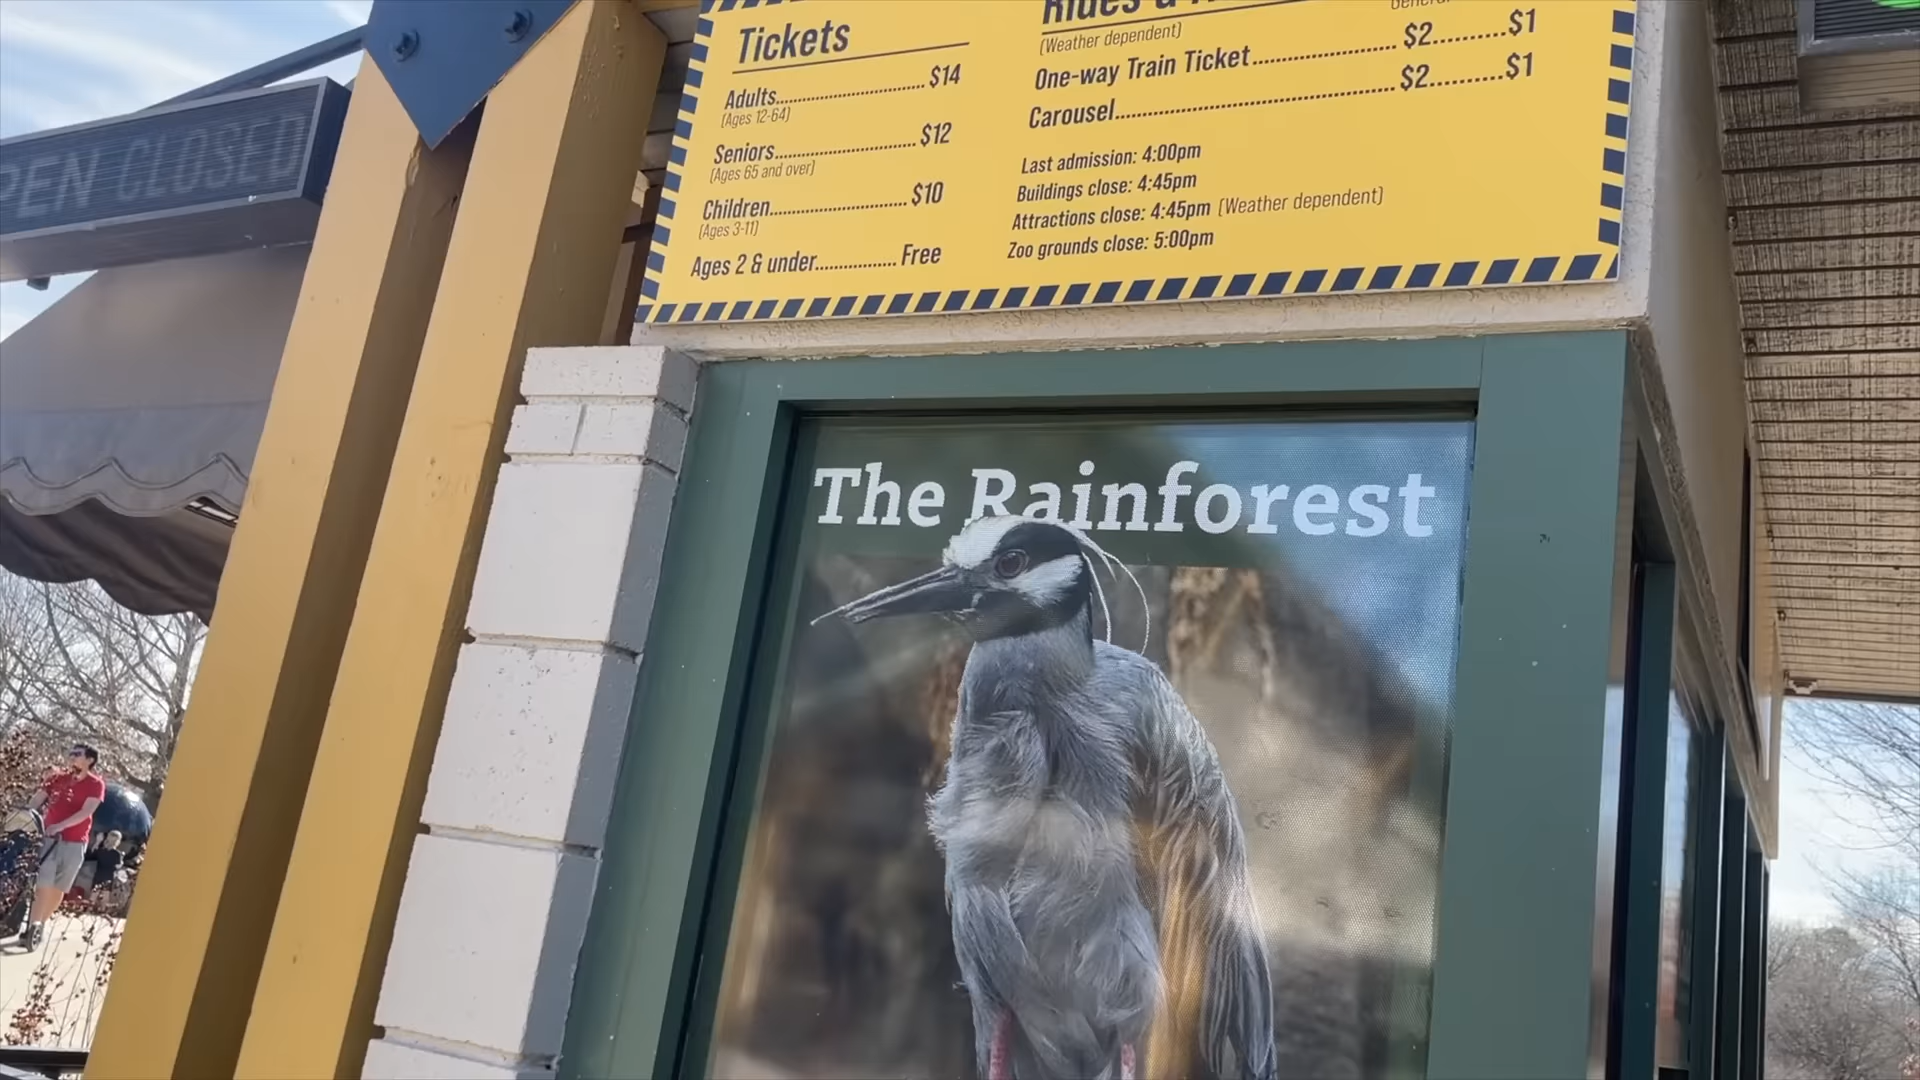 PEN CLOSED
Tickets
Adults........................ $14
(Ages 12-64)
Seniors........................ $12
(Ages 65 and over)
Children........................ $10
(Ages 3-11)
Ages 2 & under................ Free
Rides &
General
(Weather dependent)
One-way Train Ticket........................ $2..........$1
Carousel................................................ $2..........$1
Last admission: 4:00pm
Buildings close: 4:45pm
Attractions close: 4:45pm (Weather dependent)
Zoo grounds close: 5:00pm
The Rainforest